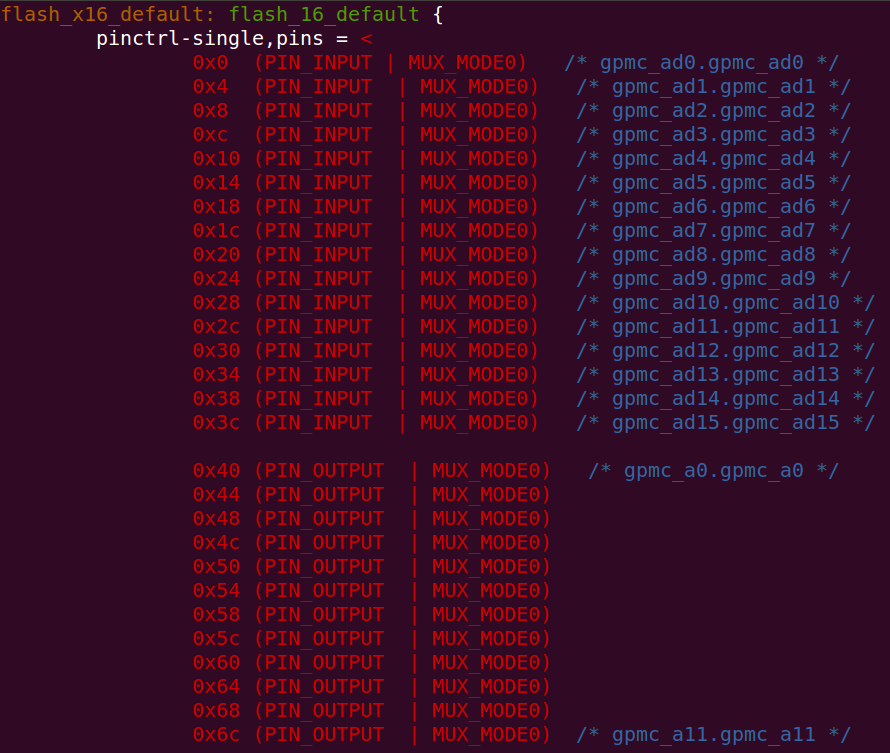 flash_x16_default: flash_16_default {
pinctrl-single,pins = <
0x0 (PIN_INPUT | MUX_MODE0) /* gpmc_ad0.gpmc_ad0 */
0x4 (PIN_INPUT | MUX_MODE0) /* gpmc_ad1.gpmc_ad1 */
0x8 (PIN_INPUT | MUX_MODE0) /* gpmc_ad2.gpmc_ad2 */
0xc (PIN_INPUT | MUX_MODE0) /* gpmc_ad3.gpmc_ad3 */
0x10 (PIN_INPUT | MUX_MODE0) /* gpmc_ad4.gpmc_ad4 */
0x14 (PIN_INPUT | MUX_MODE0) /* gpmc_ad5.gpmc_ad5 */
0x18 (PIN_INPUT | MUX_MODE0) /* gpmc_ad6.gpmc_ad6 */
0x1c (PIN_INPUT | MUX_MODE0) /* gpmc_ad7.gpmc_ad7 */
0x20 (PIN_INPUT | MUX_MODE0) /* gpmc_ad8.gpmc_ad8 */
0x24 (PIN_INPUT | MUX_MODE0) /* gpmc_ad9.gpmc_ad9 */
0x28 (PIN_INPUT | MUX_MODE0) /* gpmc_ad10.gpmc_ad10 */
0x2c (PIN_INPUT | MUX_MODE0) /* gpmc_ad11.gpmc_ad11 */
0x30 (PIN_INPUT | MUX_MODE0) /* gpmc_ad12.gpmc_ad12 */
0x34 (PIN_INPUT | MUX_MODE0) /* gpmc_ad13.gpmc_ad13 */
0x38 (PIN_INPUT | MUX_MODE0) /* gpmc_ad14.gpmc_ad14 */
0x3c (PIN_INPUT | MUX_MODE0) /* gpmc_ad15.gpmc_ad15 */
0x40 (PIN_OUTPUT | MUX_MODE0) /* gpmc_a0.gpmc_a0 */
0x44 (PIN_OUTPUT | MUX_MODE0)
0x48 (PIN_OUTPUT | MUX_MODE0)
0x4c (PIN_OUTPUT | MUX_MODE0)
0x50 (PIN_OUTPUT | MUX_MODE0)
0x54 (PIN_OUTPUT | MUX_MODE0)
0x58 (PIN_OUTPUT | MUX_MODE0)
0x5c (PIN_OUTPUT | MUX_MODE0)
0x60 (PIN_OUTPUT | MUX_MODE0)
0x64 (PIN_OUTPUT | MUX_MODE0)
0x68 (PIN_OUTPUT | MUX_MODE0)
0x6c (PIN_OUTPUT | MUX_MODE0) /* gpmc_a11.gpmc_a11 */